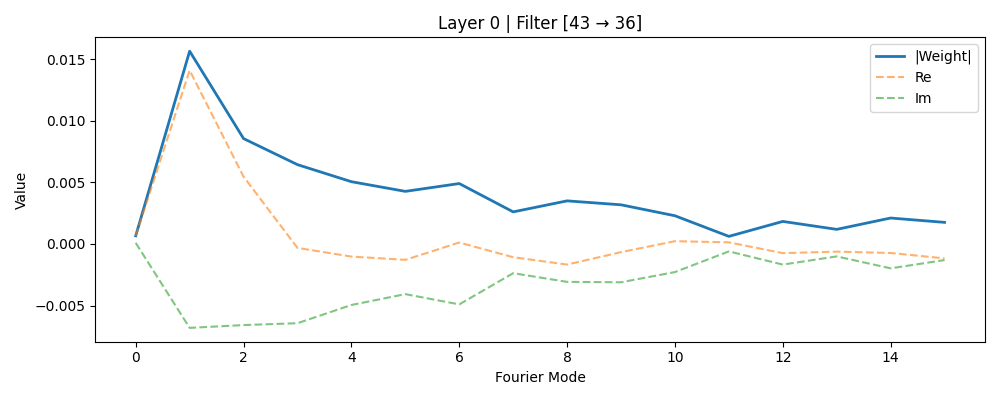 Layer 0 | Filter [43 → 36]
|Weight|
Re
Im
0.015
0.010
0.005
0.000
−0.005
Value
0 2 4 6 8 10 12 14
Fourier Mode